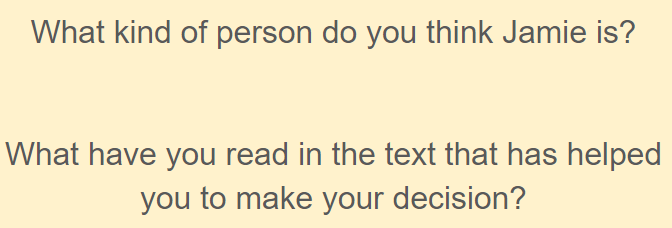 What kind of person do you think Jamie is?
What have you read in the text that has helped
you to make your decision?